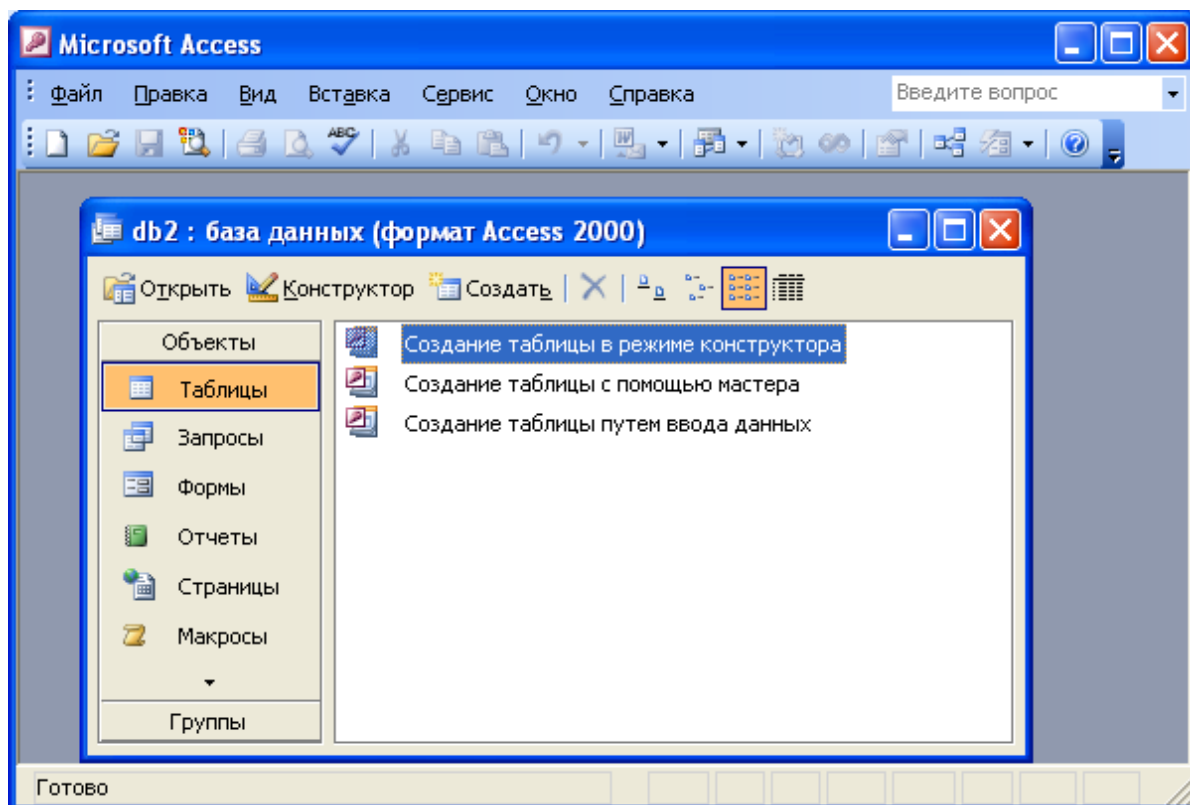 Microsoft Access
Файл Правка Вид Вставка Сервис Окно Справка Введите вопрос
ABC W
db2 : база данных (формат Access 2000)
Открыть Конструктор Создать
Объекты
Таблицы
Запросы
Формы
Отчеты
Страницы
Макросы
Группы
Создание таблицы в режиме конструктора
Создание таблицы с помощью мастера
Создание таблицы путем ввода данных
Готово